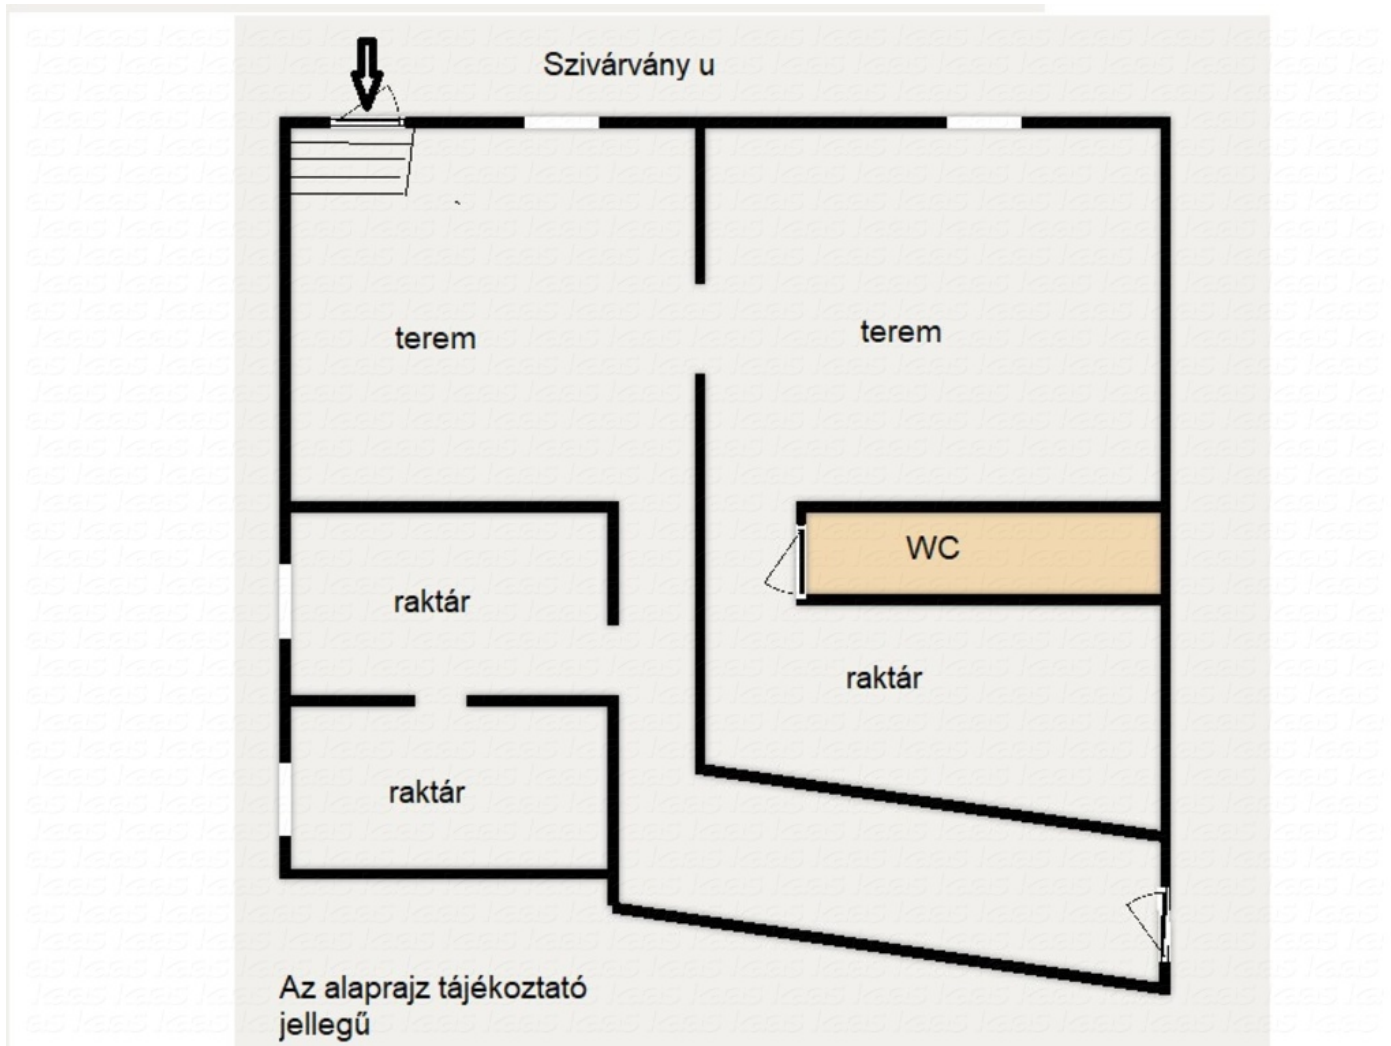 Szivárvány u
terem
terem
WC
raktár
raktár
raktár
Az alaprajz tájékoztató
jellegű